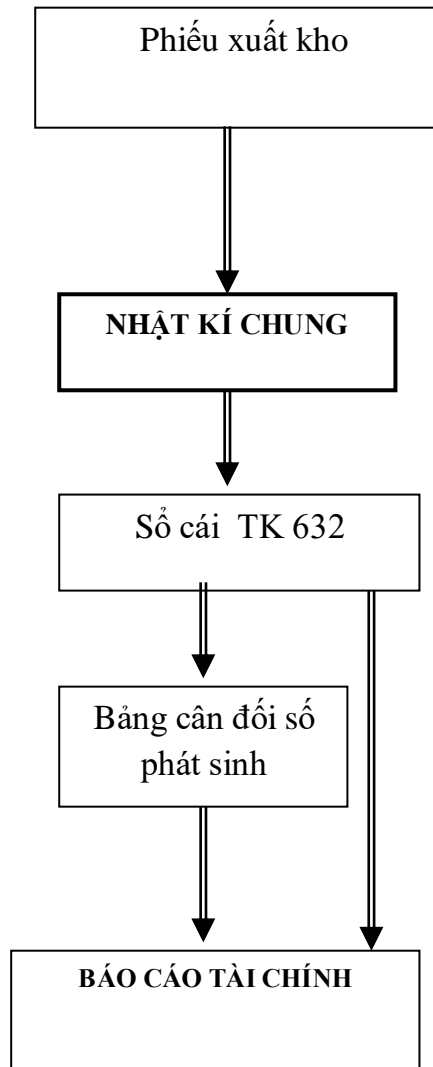 Phiếu xuất kho
NHẬT KÍ CHUNG
Sổ cái TK 632
Bảng cân đối số
phát sinh
BÁO CÁO TÀI CHÍNH